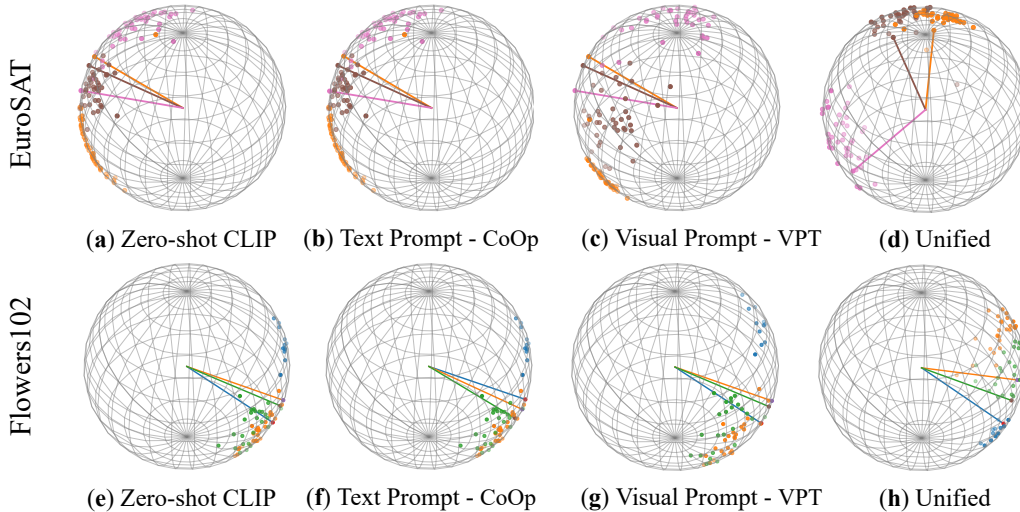 EuroSAT
(a) Zero-shot CLIP
(b) Text Prompt - CoOp
(c) Visual Prompt - VPT
(d) Unified
Flowers102
(e) Zero-shot CLIP
(f) Text Prompt - CoOp
(g) Visual Prompt - VPT
(h) Unified